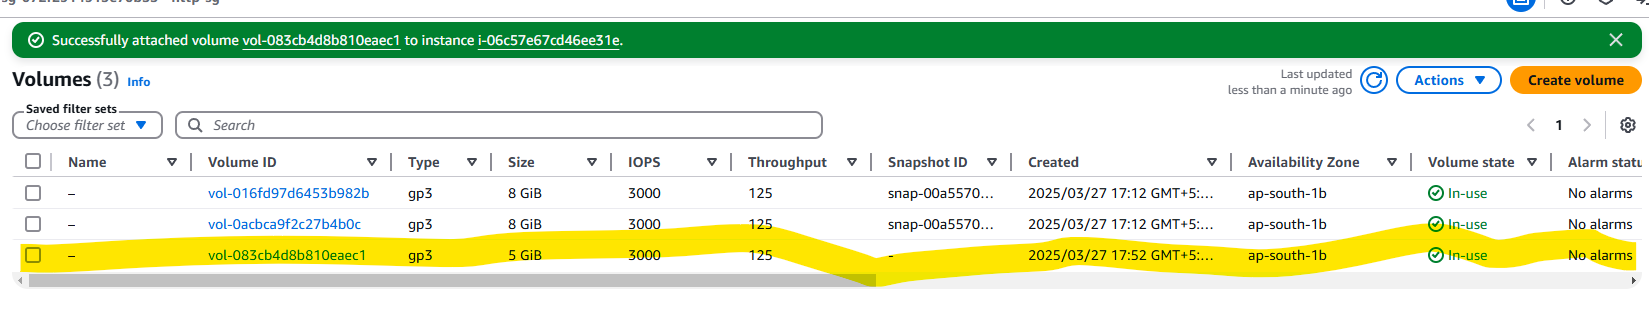 Successfully attached volume vol-083cb4d8b810eaec1 to instance i-06c57e67cd46ee31e.
Volumes (3) Info
Last updated
less than a minute ago
Actions
Create volume
Saved filter sets
Choose filter set
Search
1
Name Volume ID Type Size IOPS Throughput Snapshot ID Created Availability Zone Volume state Alarm statu
– vol-016fd97d6453b982b gp3 8 GiB 3000 125 snap-00a5570... 2025/03/27 17:12 GMT+5:... ap-south-1b In-use No alarms
– vol-0acbca9f2c27b4b0c gp3 8 GiB 3000 125 snap-00a5570... 2025/03/27 17:12 GMT+5:... ap-south-1b In-use No alarms
– vol-083cb4d8b810eaec1 gp3 5 GiB 3000 125 - 2025/03/27 17:52 GMT+5:... ap-south-1b In-use No alarms